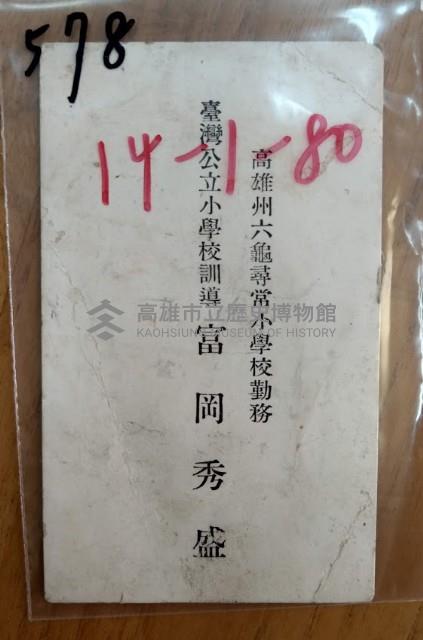 578
14-1-80
高雄州六龜尋常小學校勤務
臺灣公立小學校訓導
富岡秀盛
高雄市立歷史博物館
KAOHSIUNG MUSEUM OF HISTORY